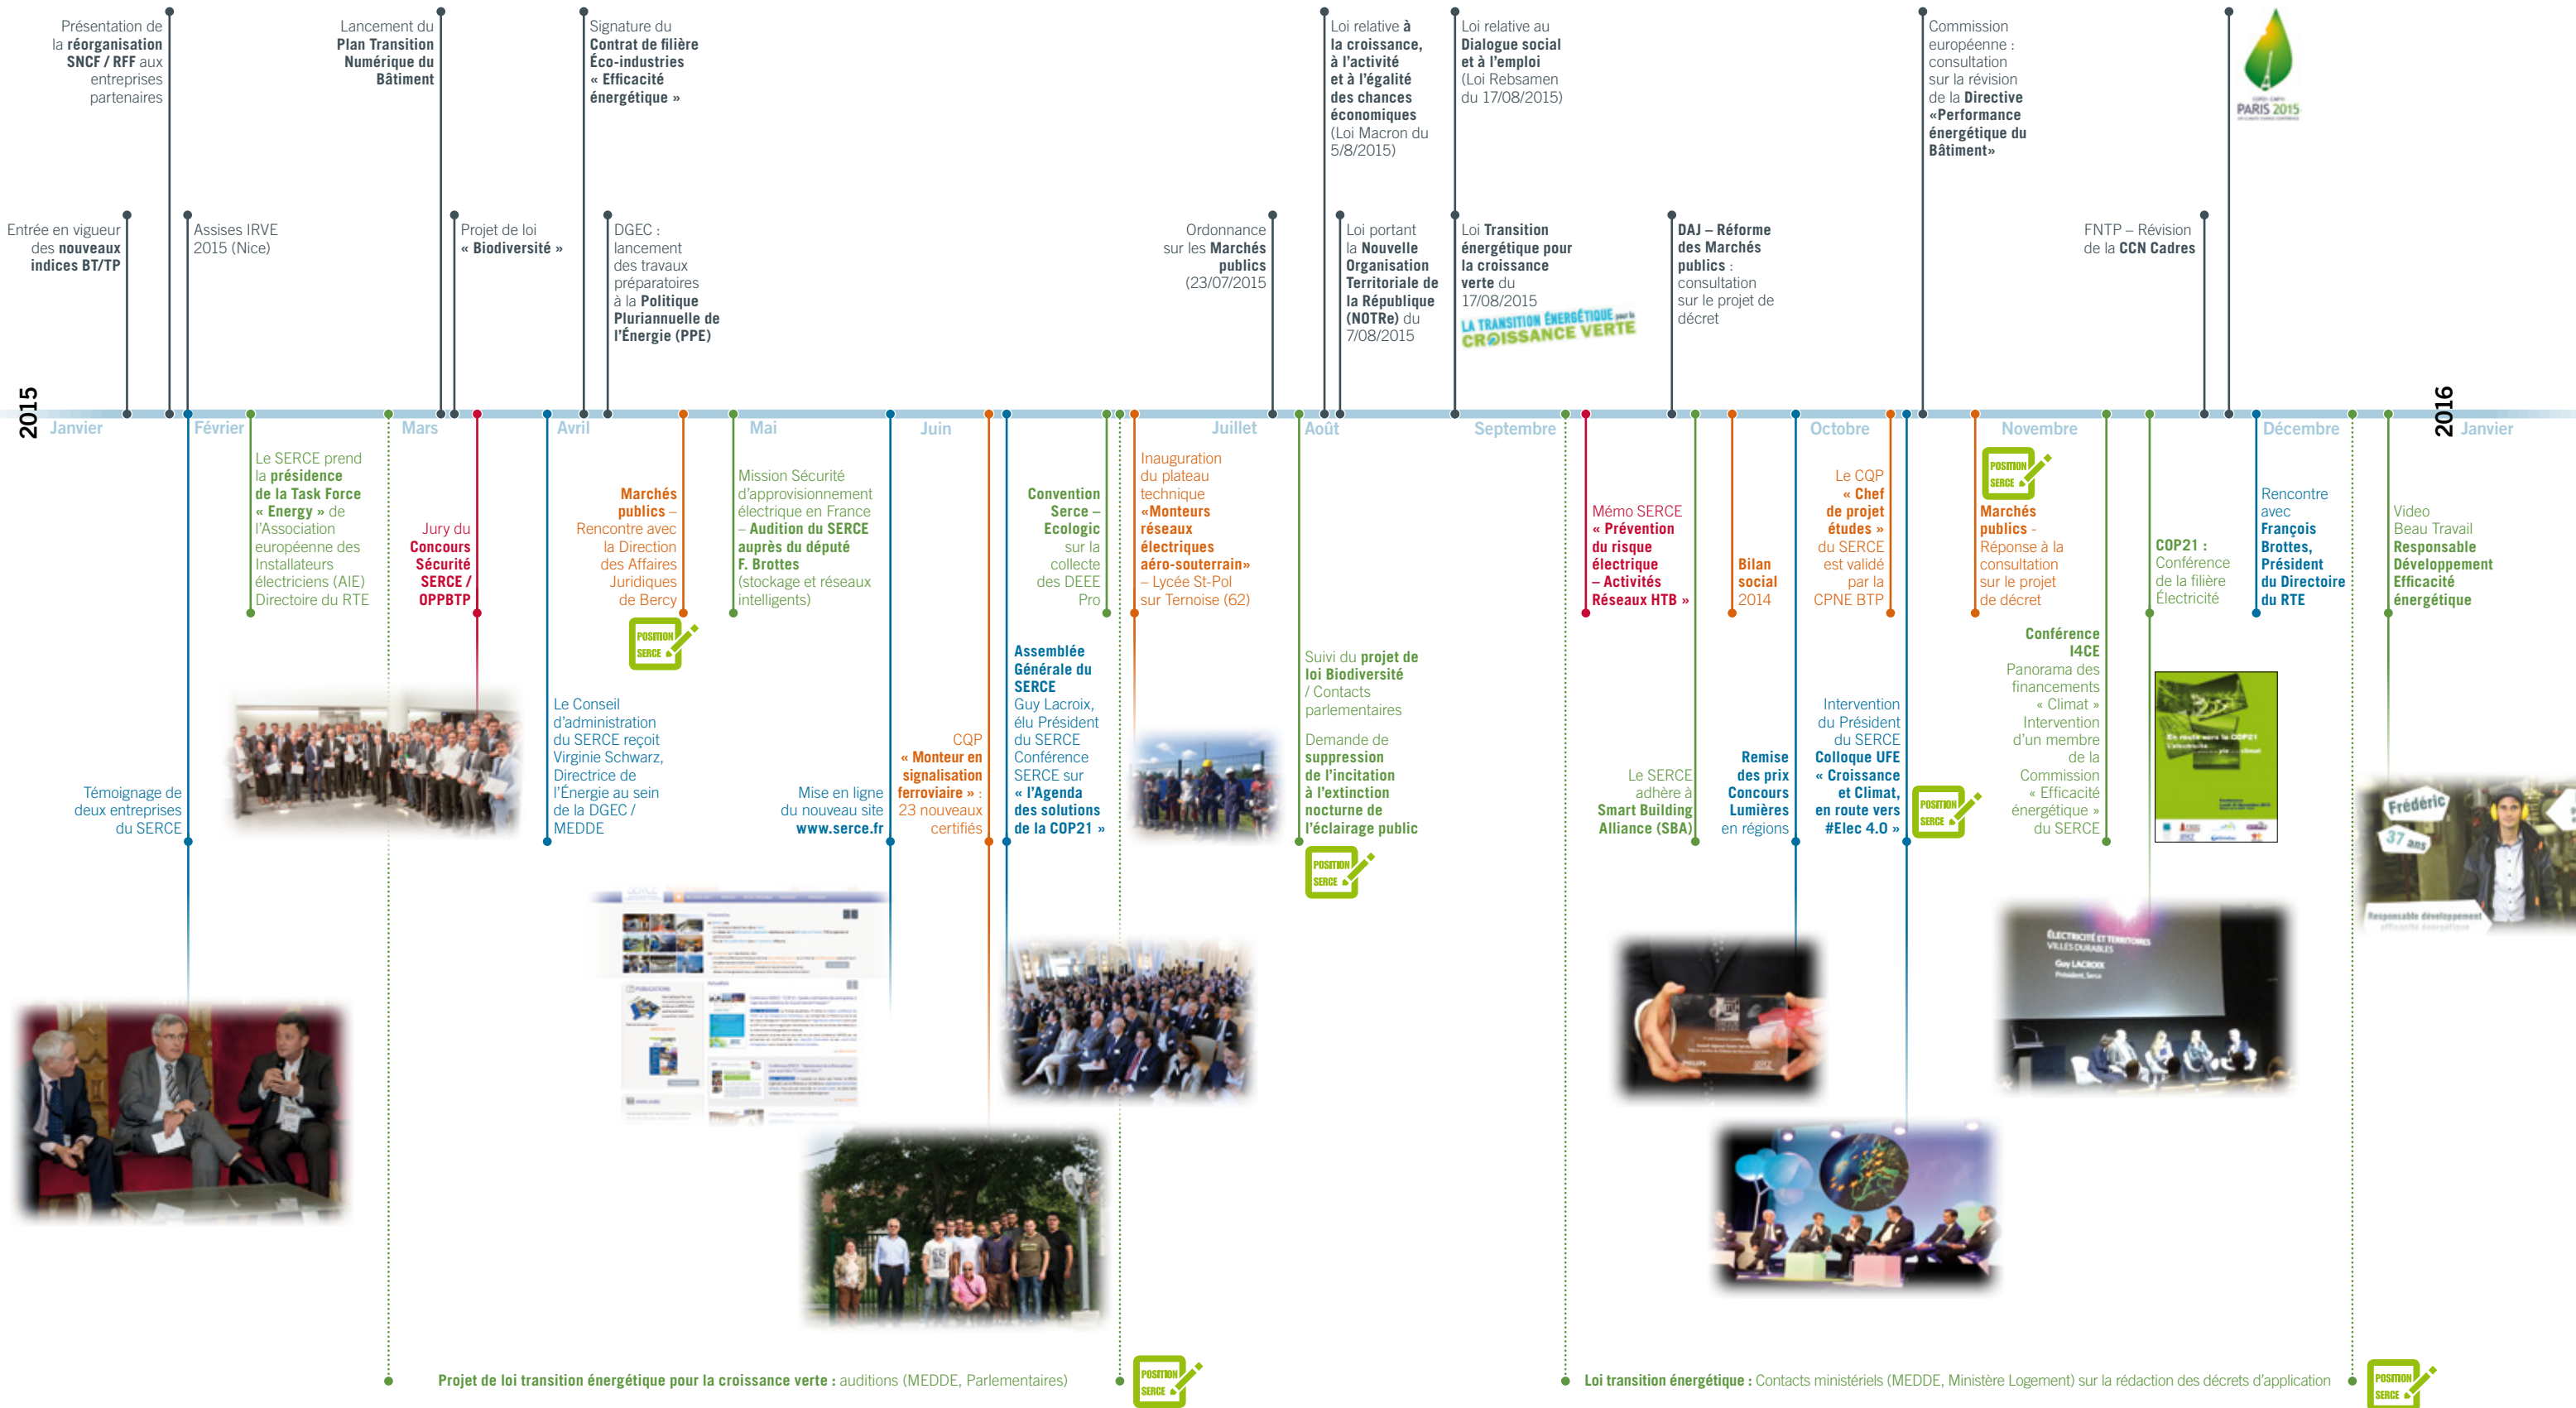 Présentation de
la réorganisation
SNCF / RFF aux
entreprises
partenaires
Lancement du
Plan Transition
Numérique du
Bâtiment
Signature du
Contrat de filière
Éco-industries
« Efficacité
énergétique »
Loi relative à
la croissance,
à l'activité
et à l'égalité
des chances
économiques
(Loi Macron du
5/8/2015)
Loi relative au
Dialogue social
et à l'emploi
(Loi Rebsamen
du 17/08/2015)
Commission
européenne :
consultation
sur la révision
de la Directive
«Performance
énergétique du
Bâtiment»
PARIS 2015
Entrée en vigueur
des nouveaux
indices BT/TP
Assises IRVE
2015 (Nice)
Projet de loi
« Biodiversité »
DGEC :
lancement
des travaux
préparatoires
à la Politique
Pluriannuelle de
l'Énergie (PPE)
Ordonnance
sur les Marchés
publics
(23/07/2015
Loi portant
la Nouvelle
Organisation
Territoriale de
la République
(NOTRe) du
7/08/2015
Loi Transition
énergétique pour
la croissance
verte du
17/08/2015
LA TRANSITION ÉNERGÉTIQUE pour la
CROISSANCE VERTE
DAJ – Réforme
des Marchés
publics :
consultation
sur le projet de
décret
FNTP – Révision
de la CCN Cadres
2015
Janvier
Février
Mars
Avril
Mai
Juin
Juillet
Août
Septembre
Octobre
Novembre
Décembre
2016
Janvier
Le SERCE prend
la présidence
de la Task Force
« Energy » de
l'Association
européenne des
Installateurs
électriciens (AIE)
Directoire du RTE
Jury du
Concours
Sécurité
SERCE /
OPPBTP
Marchés
publics –
Rencontre avec
la Direction
des Affaires
Juridiques
de Bercy
POSITION
SERCE
Mission Sécurité
d'approvisionnement
électrique en France
– Audition du SERCE
auprès du député
F. Brottes
(stockage et réseaux
intelligents)
Convention
Serce –
Ecologic
sur la
collecte
des DEEE
Pro
Inauguration
du plateau
technique
«Monteurs
réseaux
électriques
aéro-souterrain»
– Lycée St-Pol
sur Ternoise (62)
Mémo SERCE
« Prévention
du risque
électrique
– Activités
Réseaux HTB »
Bilan
social
2014
Le CQP
« Chef
de projet
études »
du SERCE
est validé
par la
CPNE BTP
POSITION
SERCE
Marchés
publics -
Réponse à la
consultation
sur le projet
de décret
COP21 :
Conférence
de la filière
Électricité
Rencontre
avec
François
Brottes,
Président
du Directoire
du RTE
Video
Beau Travail
Responsable
Développement
Efficacité
énergétique
Témoignage de
deux entreprises
du SERCE
Le Conseil
d'administration
du SERCE reçoit
Virginie Schwarz,
Directrice de
l'Énergie au sein
de la DGEC /
MEDDE
Mise en ligne
du nouveau site
www.serce.fr
CQP
« Monteur en
signalisation
ferroviaire » :
23 nouveaux
certifiés
Assemblée
Générale du
SERCE
Guy Lacroix,
élu Président
du SERCE
Conférence
SERCE sur
« l'Agenda
des solutions
de la COP21 »
Suivi du projet de
loi Biodiversité
/ Contacts
parlementaires
Demande de
suppression
de l'incitation
à l'extinction
nocturne de
l'éclairage public
POSITION
SERCE
Le SERCE
adhère à
Smart Building
Alliance (SBA)
Remise
des prix
Concours
Lumières
en régions
Intervention
du Président
du SERCE
Colloque UFE
« Croissance
et Climat,
en route vers
#Elec 4.0 »
POSITION
SERCE
Conférence
I4CE
Panorama des
financements
« Climat »
Intervention
d'un membre
de la
Commission
« Efficacité
énergétique »
du SERCE
En route vers la COP21
Frédéric
37 ans
Responsable développement
efficacité énergétique
PUBLICATIONS
Actualités
ÉLECTRICITÉ ET TERRITOIRES
VILLES DURABLES
Guy LACROIX
Président, Serce
PHILIPS
Projet de loi transition énergétique pour la croissance verte : auditions (MEDDE, Parlementaires)
POSITION
SERCE
Loi transition énergétique : Contacts ministériels (MEDDE, Ministère Logement) sur la rédaction des décrets d'application
POSITION
SERCE